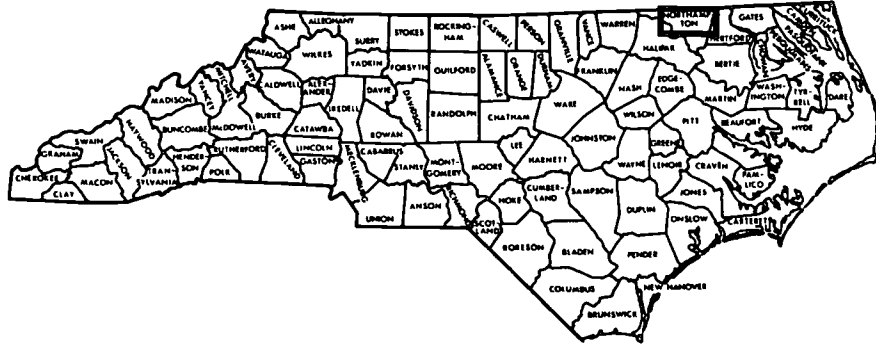 ASHE
ALLEGHANY
SURRY
STOKES
ROCKING-
HAM
CASWELL
PERSON
GRANVILLE
VANCE
WARREN
NORTHAMP
TON
GATES
HERTFORD
CURRITUCK
WATAUGA
WILKES
YADKIN
FORSYTH
GUILFORD
ALAMANCE
ORANGE
DURHAM
FRANKLIN
HALIFAX
BERTIE
MITCHELL
AVERY
YANCEY
CALDWELL
ALEX-
ANDER
IREDELL
DAVIE
DAVIDSON
RANDOLPH
CHATHAM
WAKE
NASH
EDGE-
COMBE
MARTIN
WASH-
INGTON
TYR-
RELL
DARE
MADISON
BUNCOMBE
McDOWELL
BURKE
CATAWBA
ROWAN
WILSON
PITT
BEAUFORT
HYDE
SWAIN
HAYWOOD
JACKSON
GRAHAM
CHEROKEE
CLAY
MACON
TRAN-
SYLVANIA
HENDER-
SON
POLK
RUTHERFORD
CLEVELAND
LINCOLN
GASTON
MECKLENBURG
CABARRUS
STANLY
MONT-
GOMERY
MOORE
LEE
HARNETT
JOHNSTON
WAYNE
GREENE
LENOIR
CRAVEN
PAM-
LICO
UNION
ANSON
RICHMOND
SCOT-
LAND
HOKE
CUMBER-
LAND
SAMPSON
DUPLIN
JONES
ONSLOW
CARTERET
ROBESON
BLADEN
PENDER
COLUMBUS
NEW HANOVER
BRUNSWICK